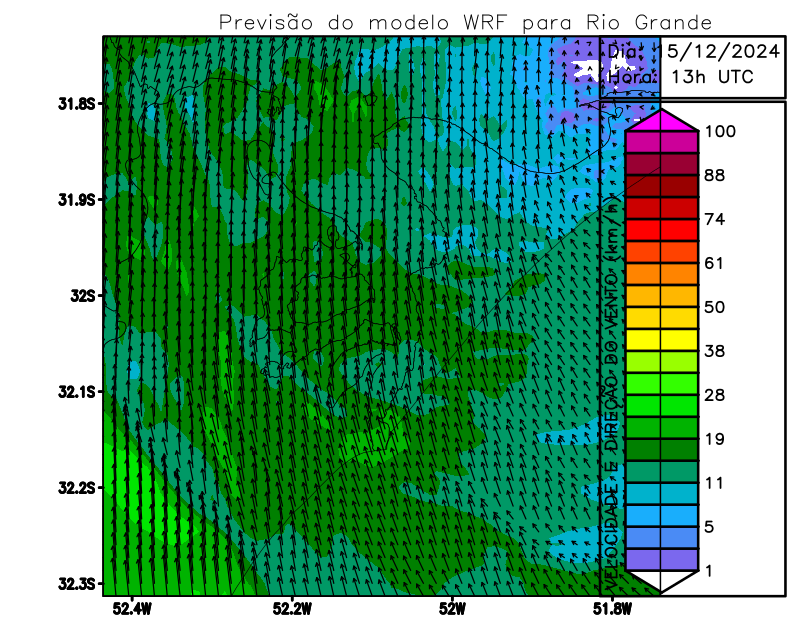 Previsão do modelo WRF para Rio Grande
Dia: 15/12/2024
Hora: 13h UTC
31.8S
31.9S
32S
32.1S
32.2S
32.3S
52.4W
52.2W
52W
51.8W
VELOCIDADE E DIREÇÃO DO VENTO (km/h)
100
88
74
61
50
38
28
19
11
5
1